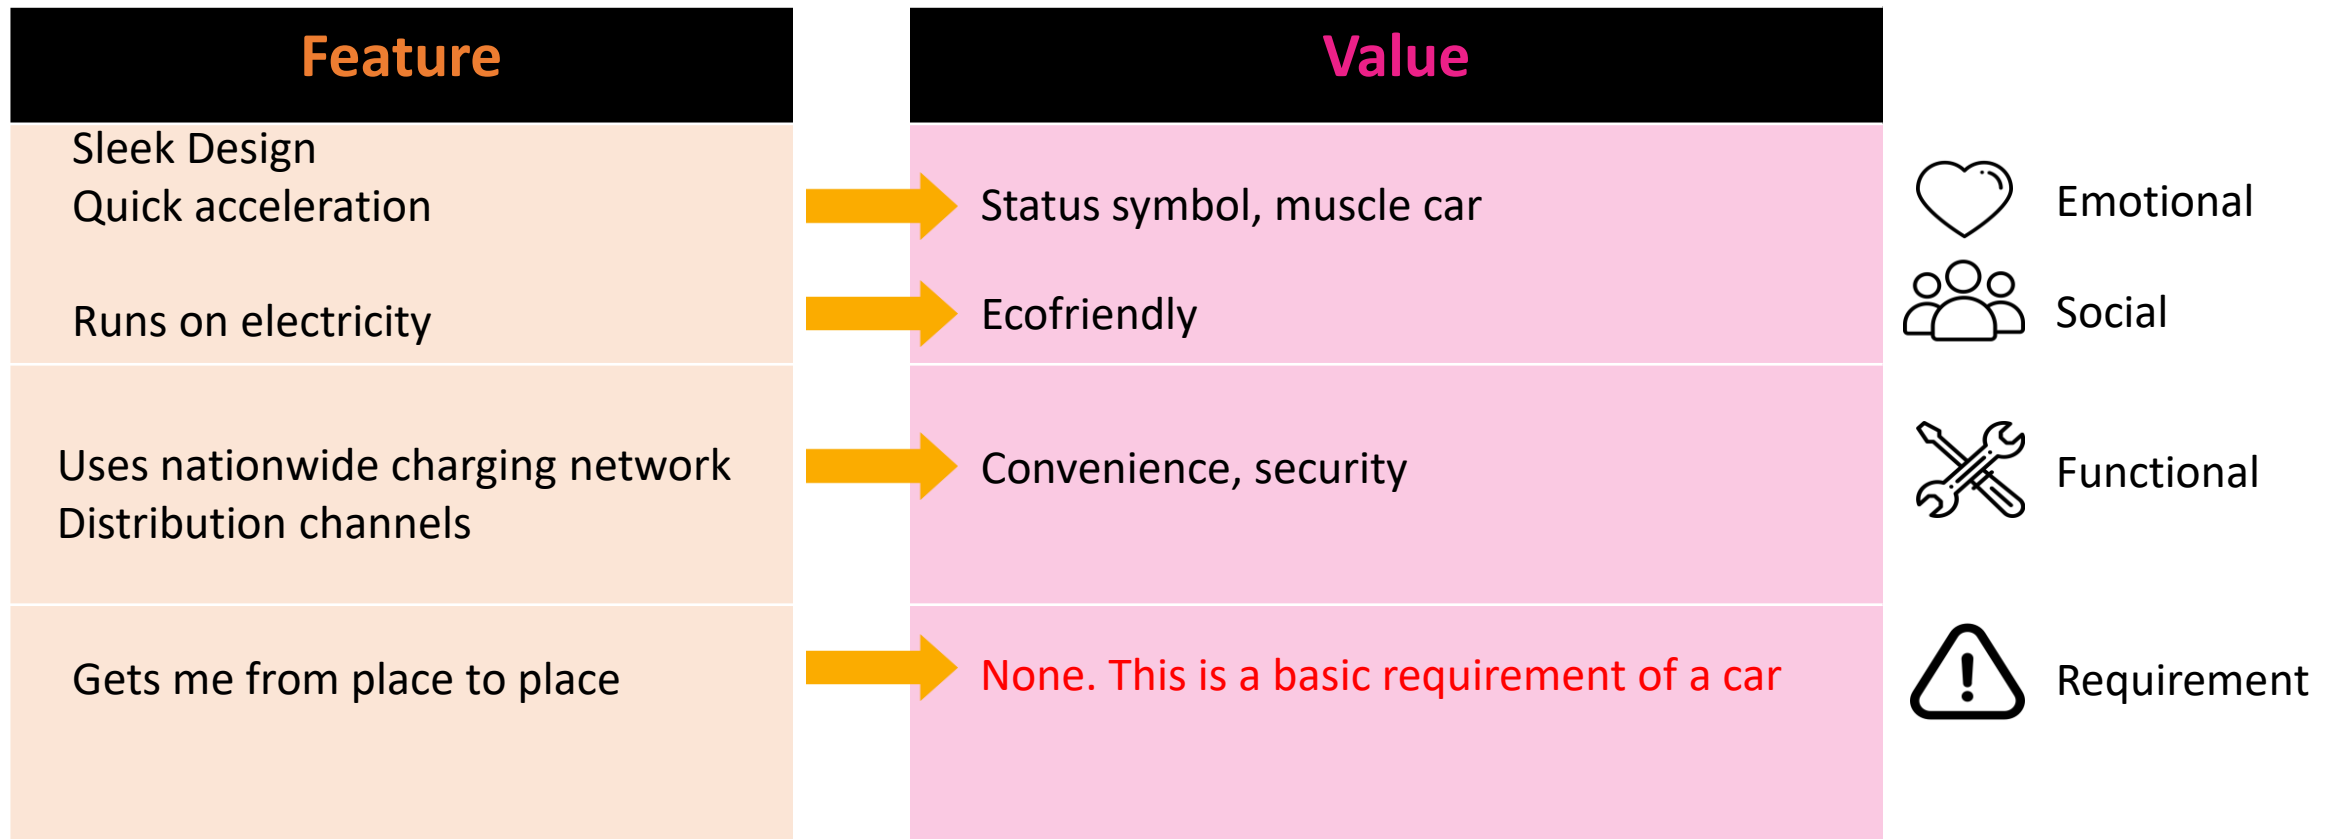 Feature
Value
Sleek Design
Quick acceleration
Status symbol, muscle car
Emotional
Runs on electricity
Ecofriendly
Social
Uses nationwide charging network
Distribution channels
Convenience, security
Functional
Gets me from place to place
None. This is a basic requirement of a car
Requirement